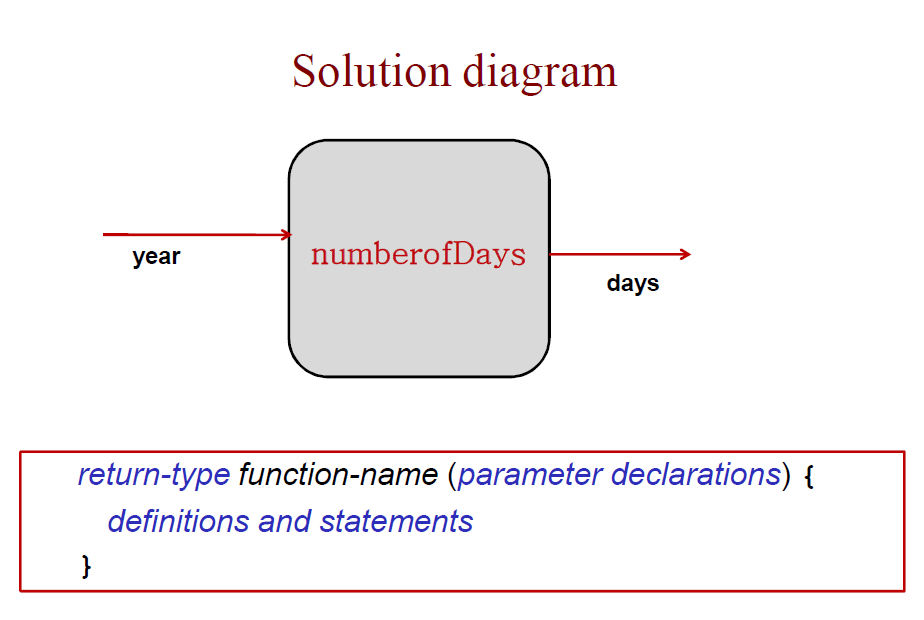 Solution diagram
year
numberofDays
days
return-type function-name (parameter declarations) {
definitions and statements
}